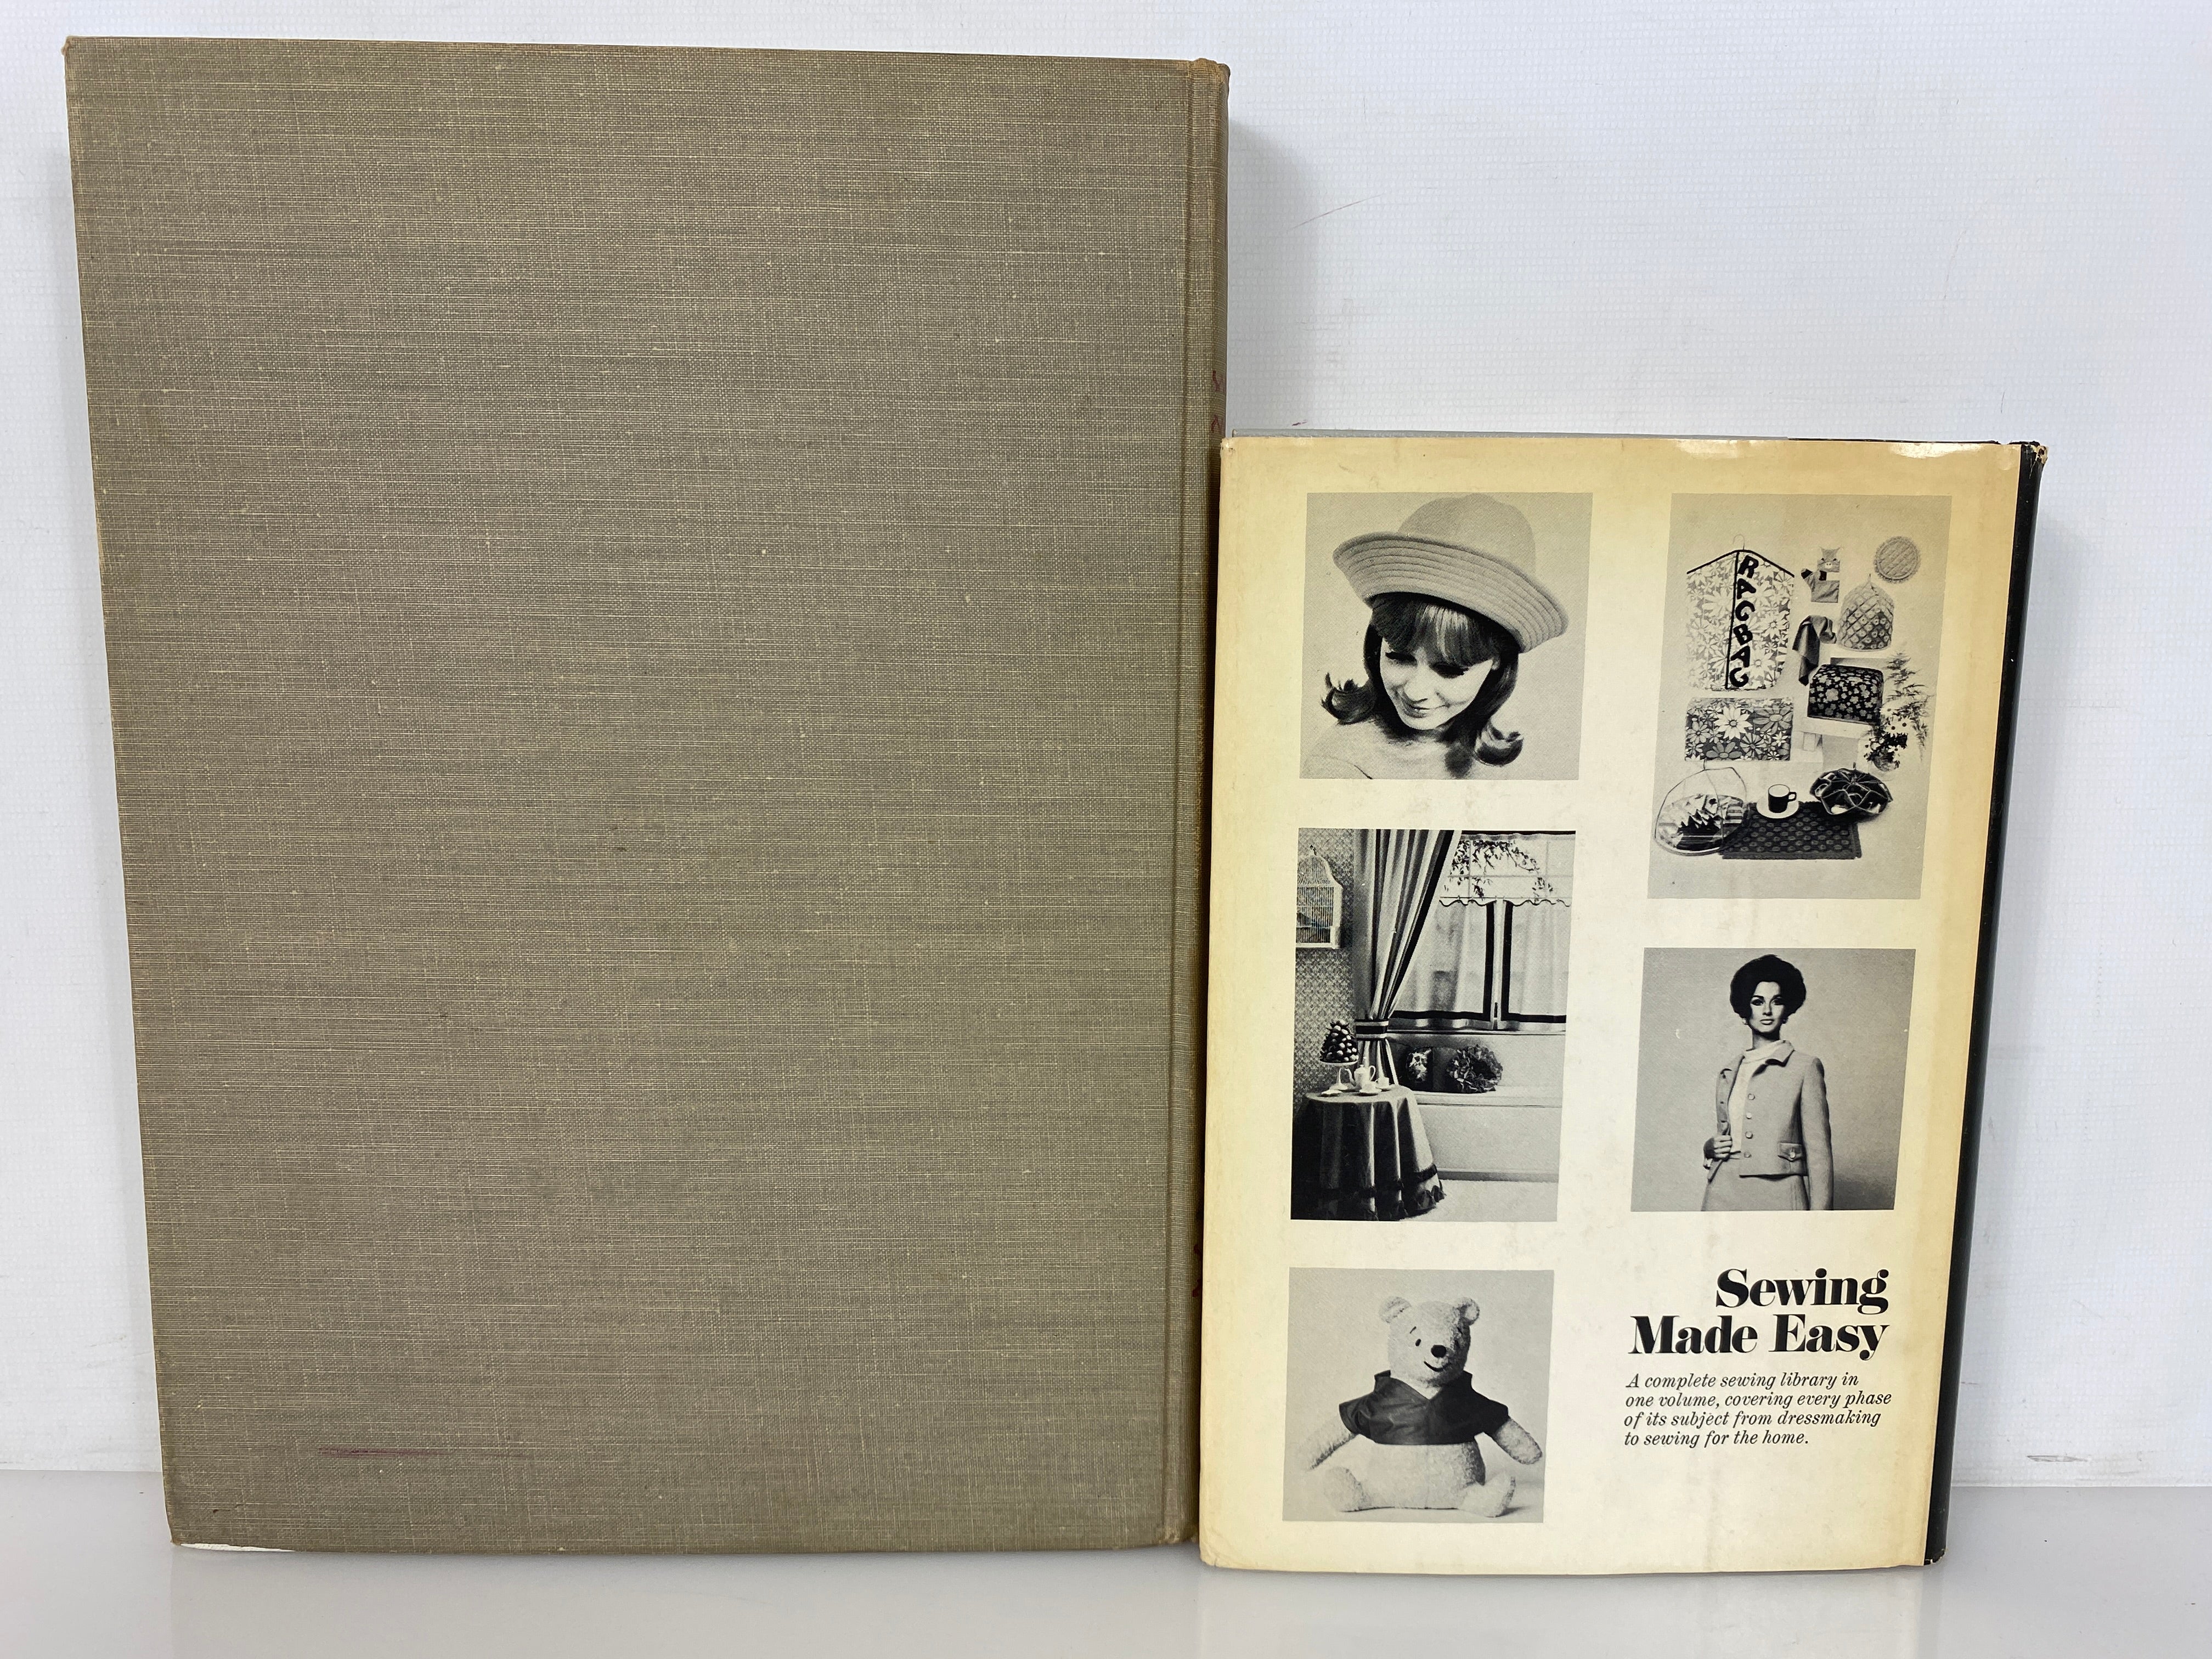 RAGBAG
Sewing
Made Easy
A complete sewing library in
one volume, covering every phase
of its subject from dressmaking
to sewing for the home.